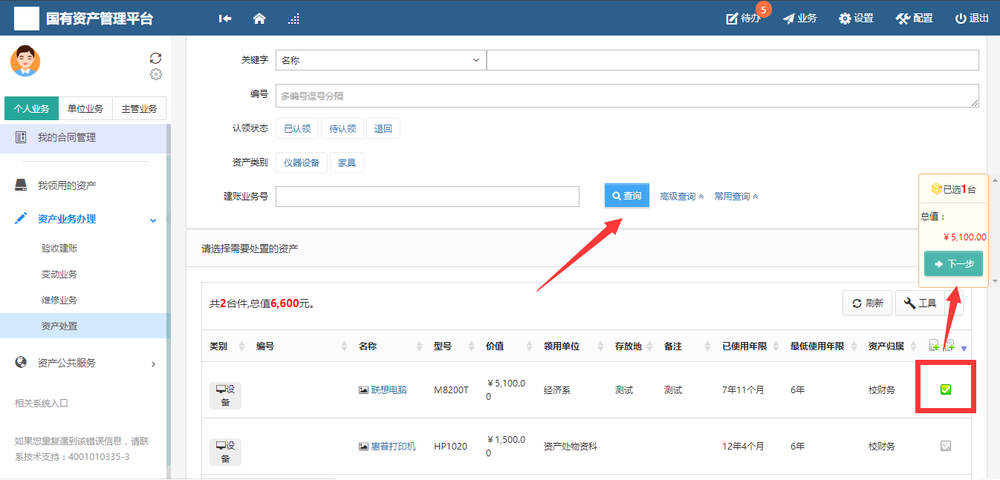 国有资产管理平台
待办 5 业务 设置 配置 退出
个人业务 单位业务 主管业务
我的合同管理
我领用的资产
资产业务办理
验收建账
变动业务
维修业务
资产处置
资产公共服务
相关系统入口
如果您重复遇到该错误信息，请联
系技术支持：4001010335-3
关键字 名称
编号 多编号逗号分隔
认领状态 已认领 待认领 退回
资产类别 仪器设备 家具
建账业务号 查询 高级查询 常用查询
已选1台
总值：
￥5,100.00
下一步
请选择需要处置的资产
共2台件,总值6,600元。 刷新 工具
类别 编号 名称 型号 价值 领用单位 存放地 备注 已使用年限 最低使用年限 资产归属
设备 联想电脑 M8200T ￥5,100.00 经济系 测试 测试 7年11个月 6年 校财务
设备 惠普打印机 HP1020 ￥1,500.00 资产处物资科 12年4个月 6年 校财务